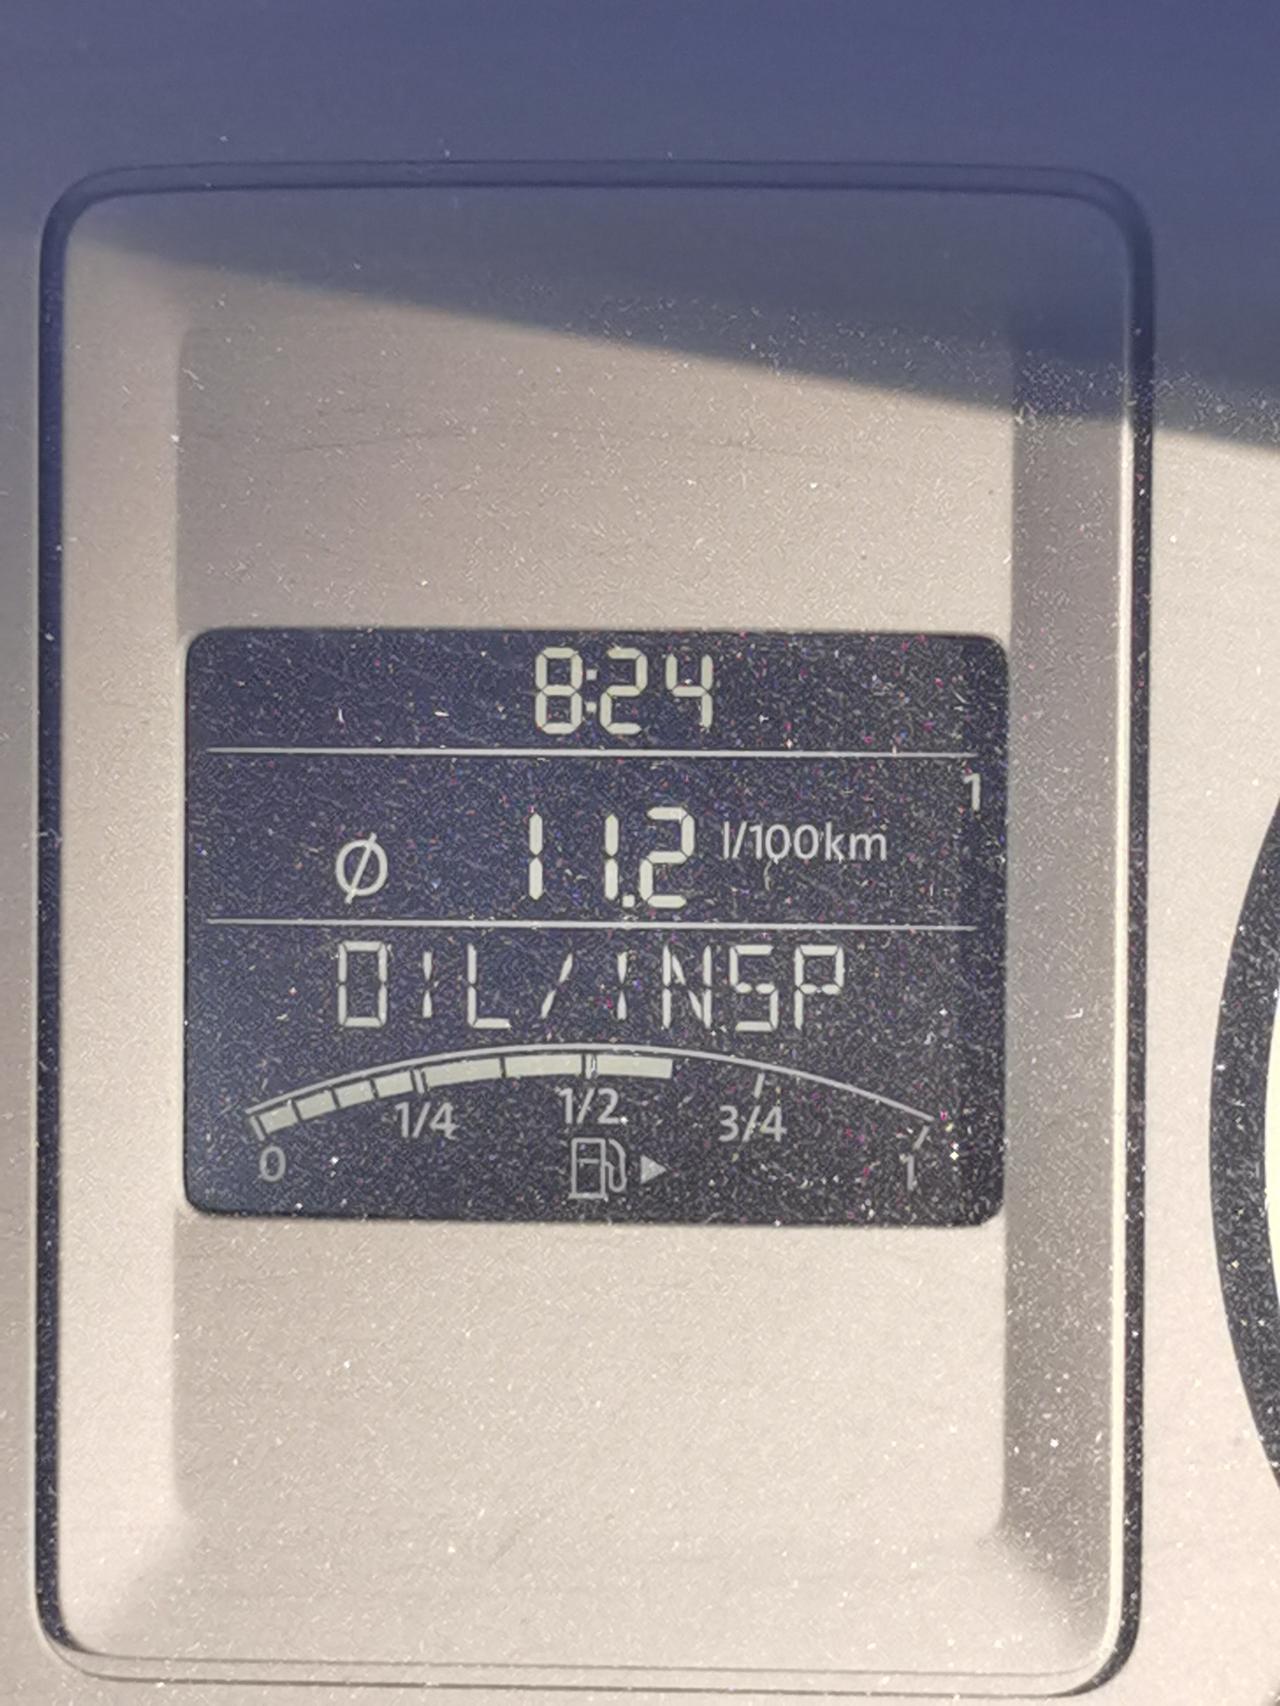 8:24
1
Ø 11.2 l/100km
OIL/INSP
1/4 1/2 3/4
0 1